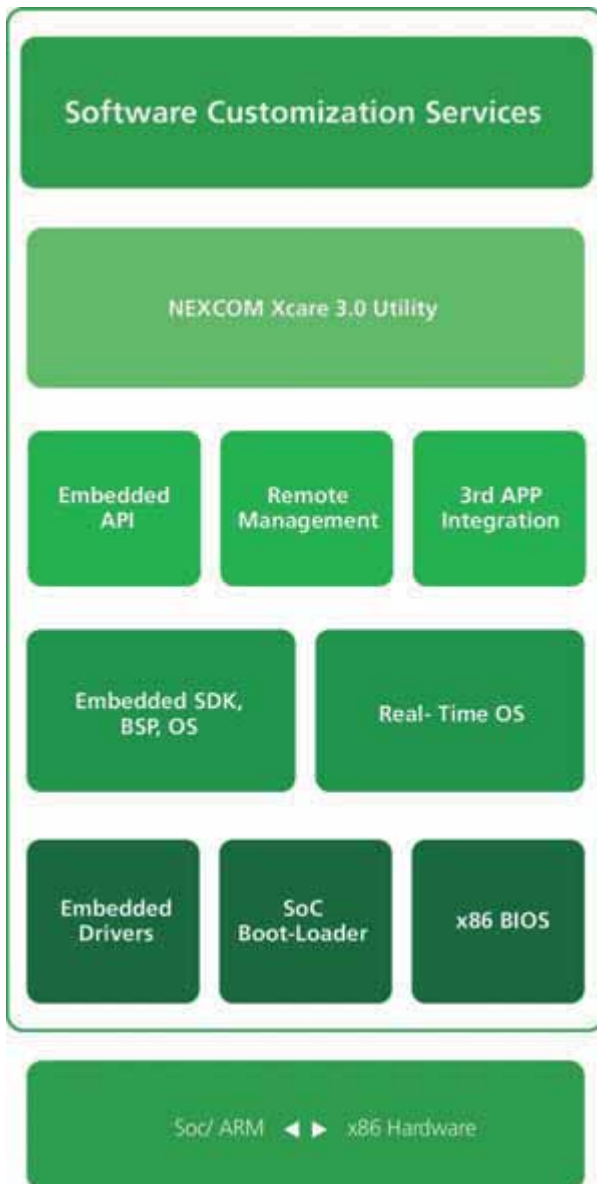 Software Customization Services
NEXCOM Xcare 3.0 Utility
Embedded
API
Remote
Management
3rd APP
Integration
Embedded SDK,
BSP, OS
Real- Time OS
Embedded
Drivers
SoC
Boot-Loader
x86 BIOS
Soc/ ARM ◀ ▶ x86 Hardware